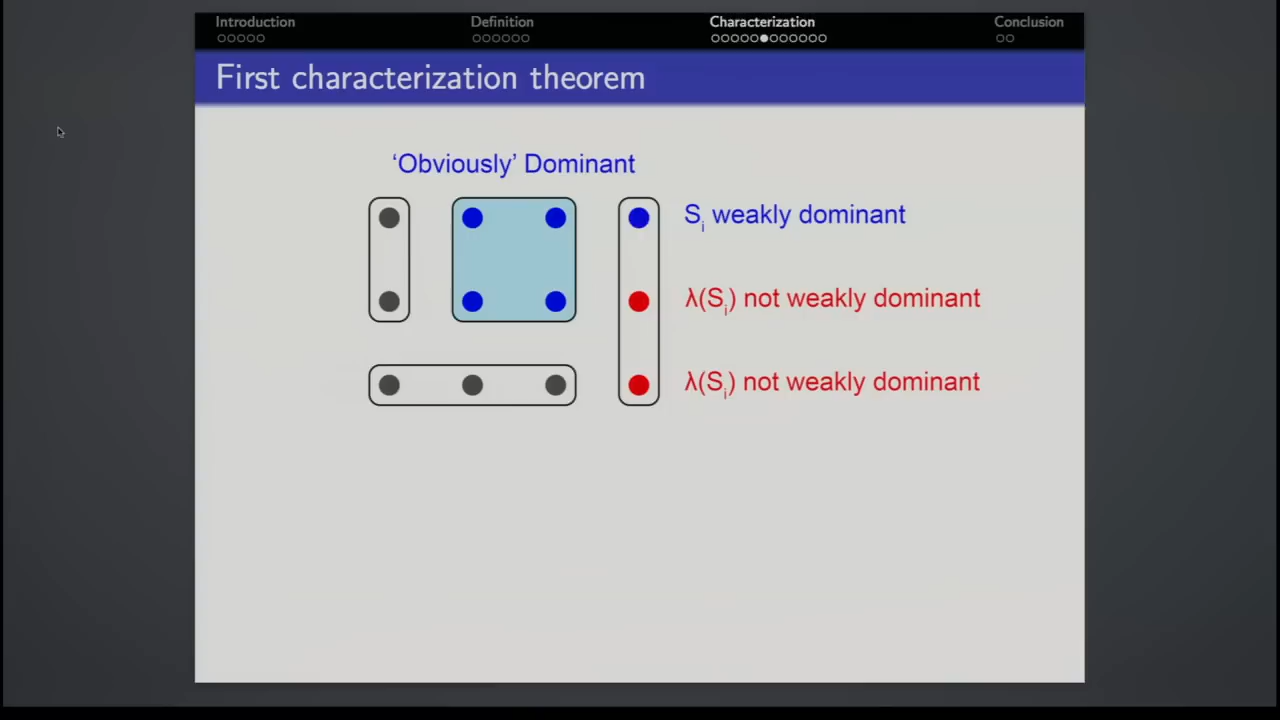 Introduction Definition Characterization Conclusion
First characterization theorem
‘Obviously’ Dominant
Si weakly dominant
λ(Si) not weakly dominant
λ(Si) not weakly dominant